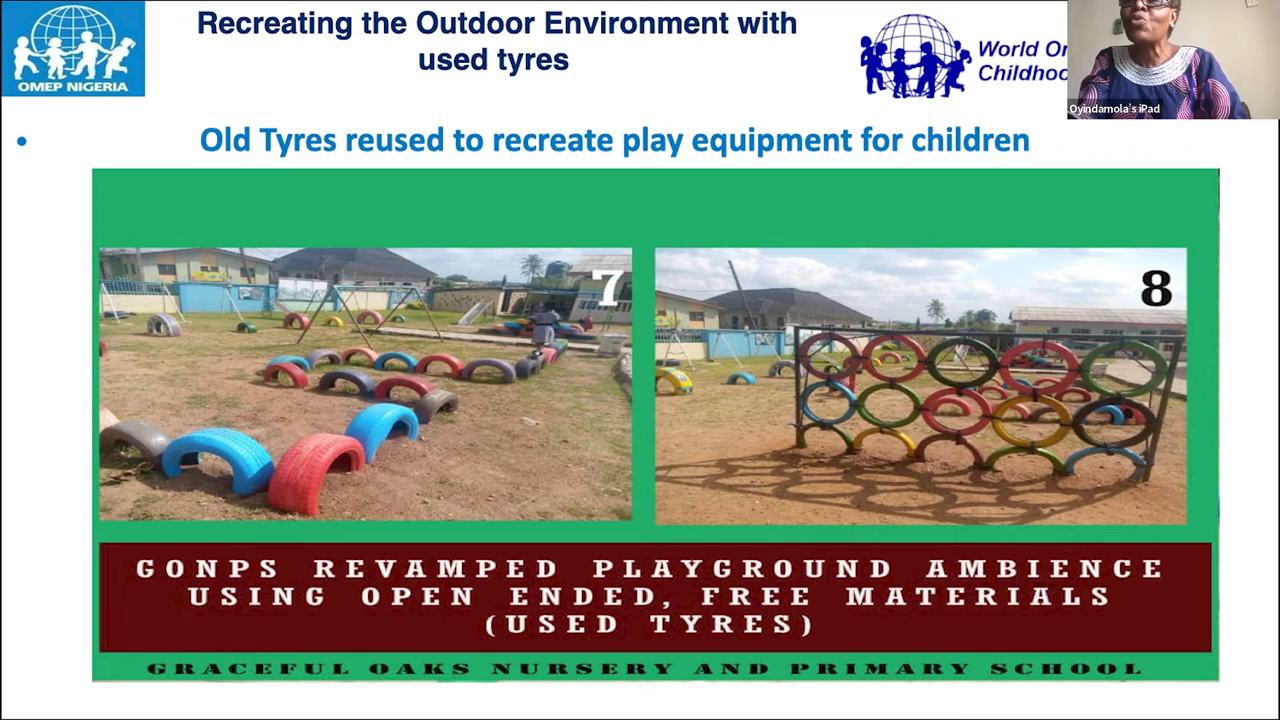 OMEP NIGERIA
Recreating the Outdoor Environment with
used tyres
World
Oyindamola's iPad
• Old Tyres reused to recreate play equipment for children
7
8
GONPS REVAMPED PLAYGROUND AMBIENCE
USING OPEN ENDED, FREE MATERIALS
(USED TYRES)
GRACEFUL OAKS NURSERY AND PRIMARY SCHOOL